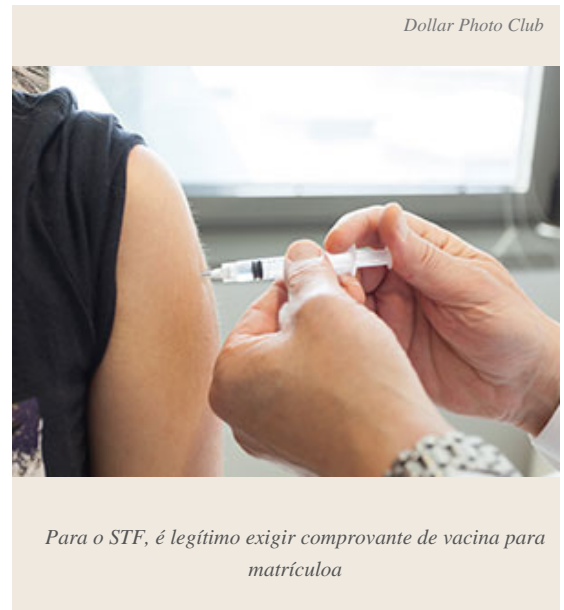 Dollar Photo Club
Para o STF, é legítimo exigir comprovante de vacina para
matrículoa